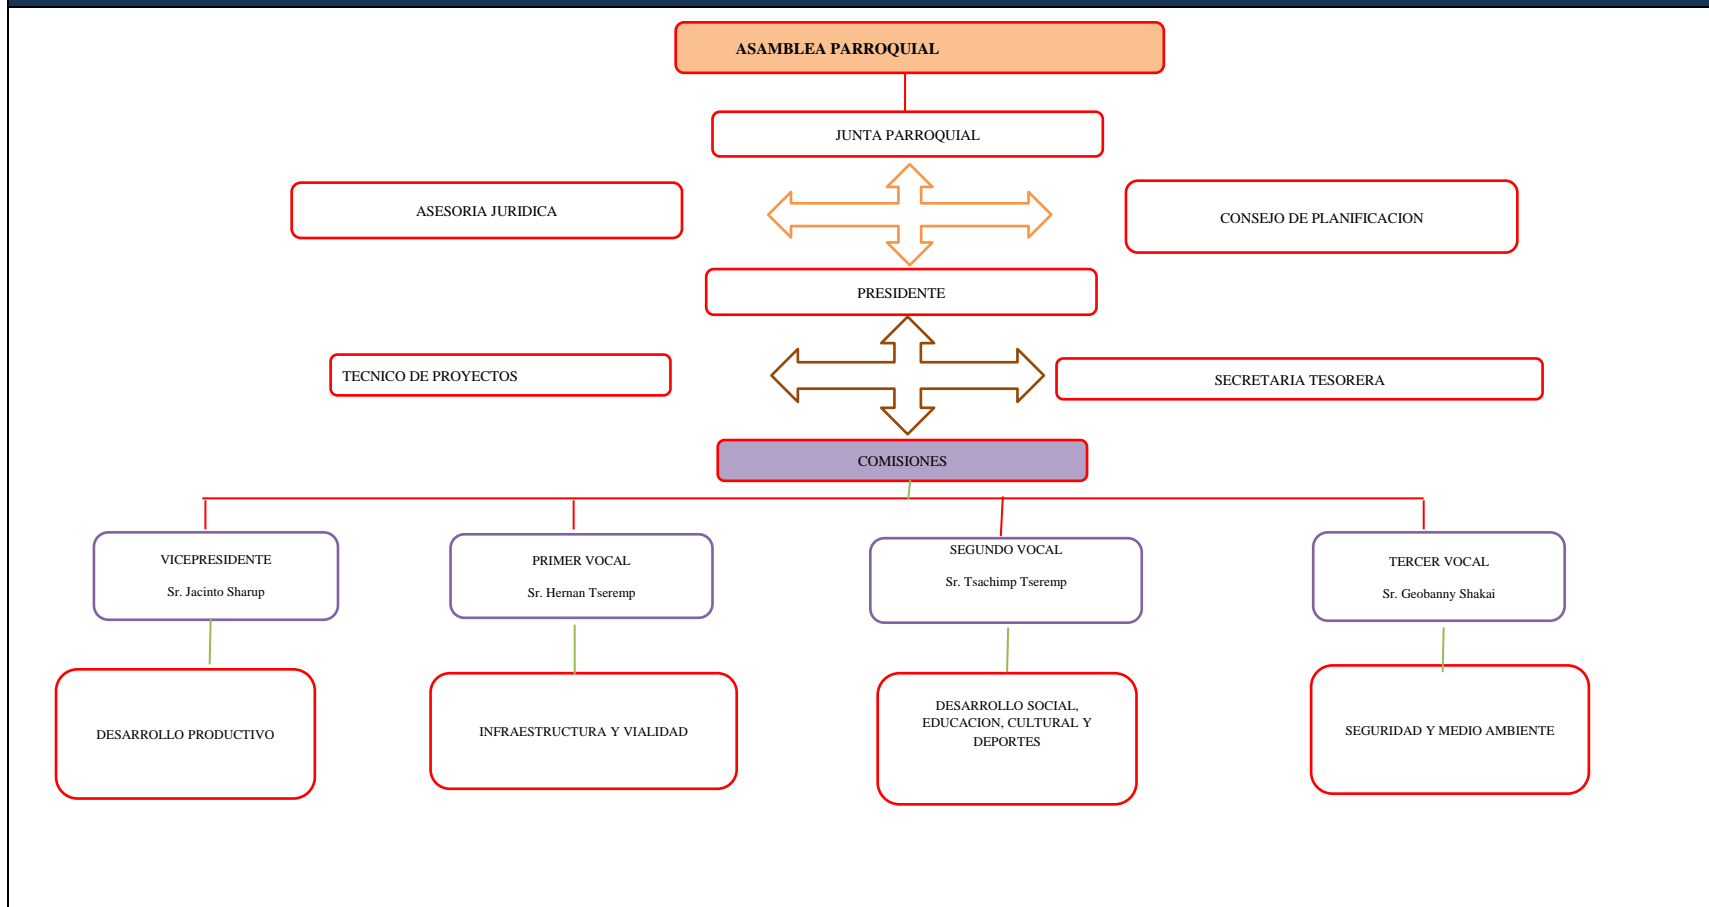 ASAMBLEA PARROQUIAL
JUNTA PARROQUIAL
ASESORIA JURIDICA
CONSEJO DE PLANIFICACION
PRESIDENTE
TECNICO DE PROYECTOS
SECRETARIA TESORERA
COMISIONES
VICEPRESIDENTE
Sr. Jacinto Sharup
PRIMER VOCAL
Sr. Hernan Tseremp
SEGUNDO VOCAL
Sr. Tsachimp Tseremp
TERCER VOCAL
Sr. Geobanny Shakai
DESARROLLO PRODUCTIVO
INFRAESTRUCTURA Y VIALIDAD
DESARROLLO SOCIAL,
EDUCACION, CULTURAL Y
DEPORTES
SEGURIDAD Y MEDIO AMBIENTE